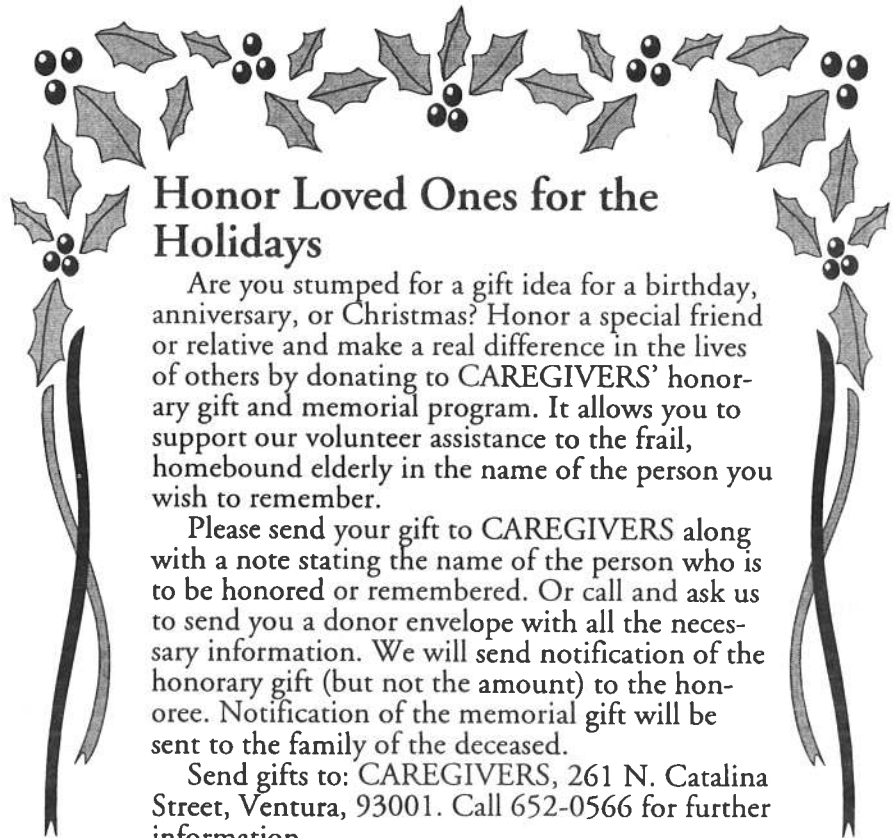 Honor Loved Ones for the
Holidays
Are you stumped for a gift idea for a birthday,
anniversary, or Christmas? Honor a special friend
or relative and make a real difference in the lives
of others by donating to CAREGIVERS' honor-
ary gift and memorial program. It allows you to
support our volunteer assistance to the frail,
homebound elderly in the name of the person you
wish to remember.
Please send your gift to CAREGIVERS along
with a note stating the name of the person who is
to be honored or remembered. Or call and ask us
to send you a donor envelope with all the neces-
sary information. We will send notification of the
honorary gift (but not the amount) to the hon-
oree. Notification of the memorial gift will be
sent to the family of the deceased.
Send gifts to: CAREGIVERS, 261 N. Catalina
Street, Ventura, 93001. Call 652-0566 for further
information.